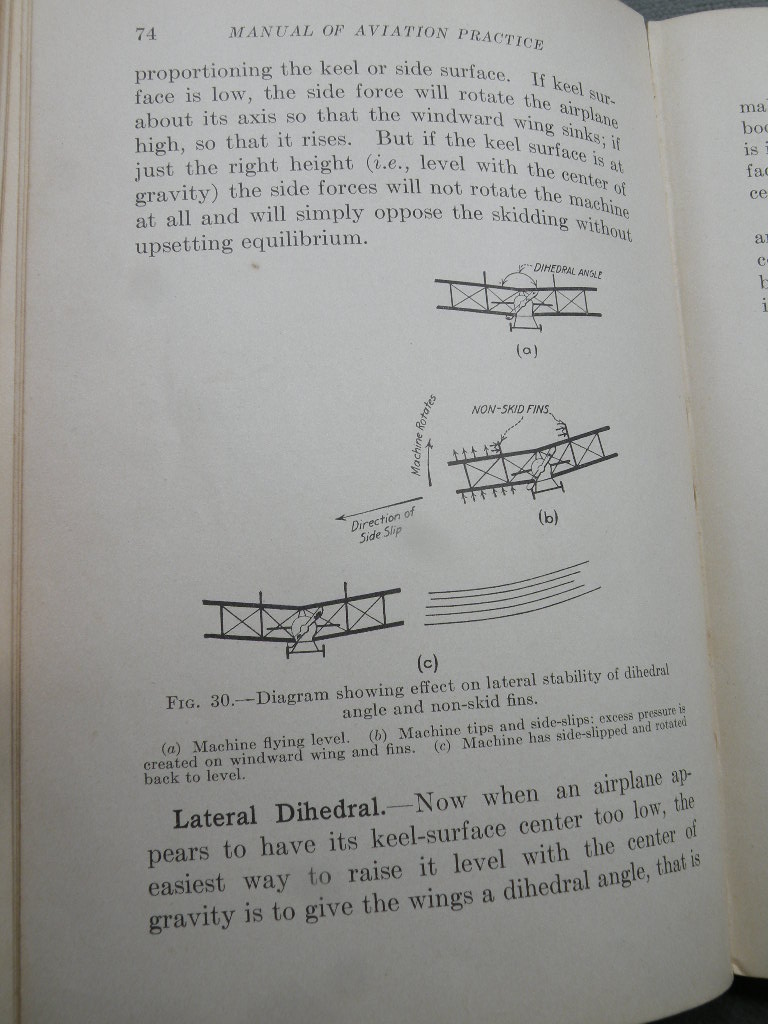 74 MANUAL OF AVIATION PRACTICE
proportioning the keel or side surface. If keel sur-
face is low, the side force will rotate the airplane
about its axis so that the windward wing sinks; if
high, so that it rises. But if the keel surface is at
just the right height (i.e., level with the center of
gravity) the side forces will not rotate the machine
at all and will simply oppose the skidding without
upsetting equilibrium.
DIHEDRAL ANGLE
(a)
NON-SKID FINS
Machine Rotates
Direction of
Side Slip
(b)
(c)
FIG. 30.—Diagram showing effect on lateral stability of dihedral
angle and non-skid fins.
(a) Machine flying level. (b) Machine tips and side-slips: excess pressure is
created on windward wing and fins. (c) Machine has side-slipped and rotated
back to level.
Lateral Dihedral.—Now when an airplane ap-
pears to have its keel-surface center too low, the
easiest way to raise it level with the center of
gravity is to give the wings a dihedral angle, that is
ma
is i
fac
ce